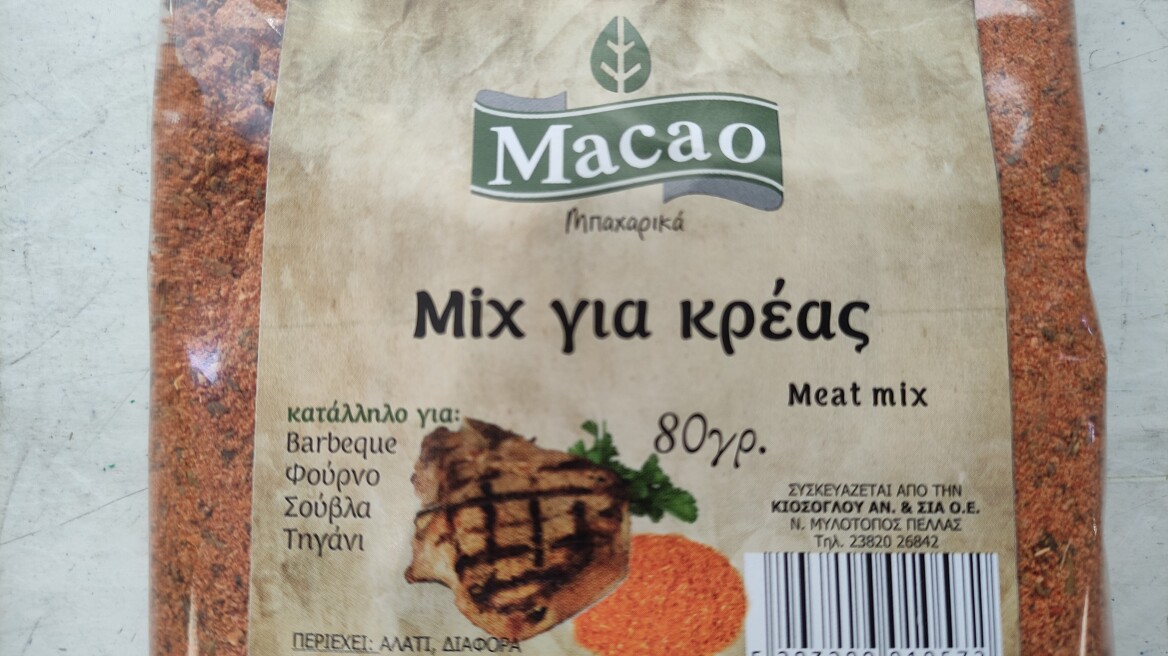 Macao
Μπαχαρικά
Mix για κρέας
Meat mix
κατάλληλο για:
Barbeque
Φούρνο
Σούβλα
Τηγάνι
80γρ.
ΣΥΣΚΕΥΑΖΕΤΑΙ ΑΠΟ ΤΗΝ
ΚΙΟΣΟΓΛΟΥ ΑΝ. & ΣΙΑ Ο.Ε.
Ν. ΜΥΛΟΤΟΠΟΣ ΠΕΛΛΑΣ
Τηλ. 23820 26842
ΠΕΡΙΕΧΕΙ: ΑΛΑΤΙ, ΔΙΑΦΟΡΑ